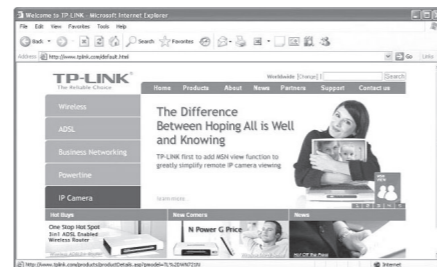 Welcome to TP-LINK - Microsoft Internet Explorer
File Edit View Favorites Tools Help
Back Search Favorites
Address http://www.tplink.com/default.html Go Links
TP-LINK®
The Reliable Choice
Worldwide [Change] Search
Home Products About News Partners Support Contact us
Wireless
ADSL
Business Networking
Powerline
IP Camera
The Difference
Between Hoping All is Well
and Knowing
TP-LINK first to add MSN view function to
greatly simplify remote IP camera viewing
Hot Buys
New Comers
News
One Stop Hot Spot
5in1 ADSL Enabled
Wireless Router
N Power G Price
Internet